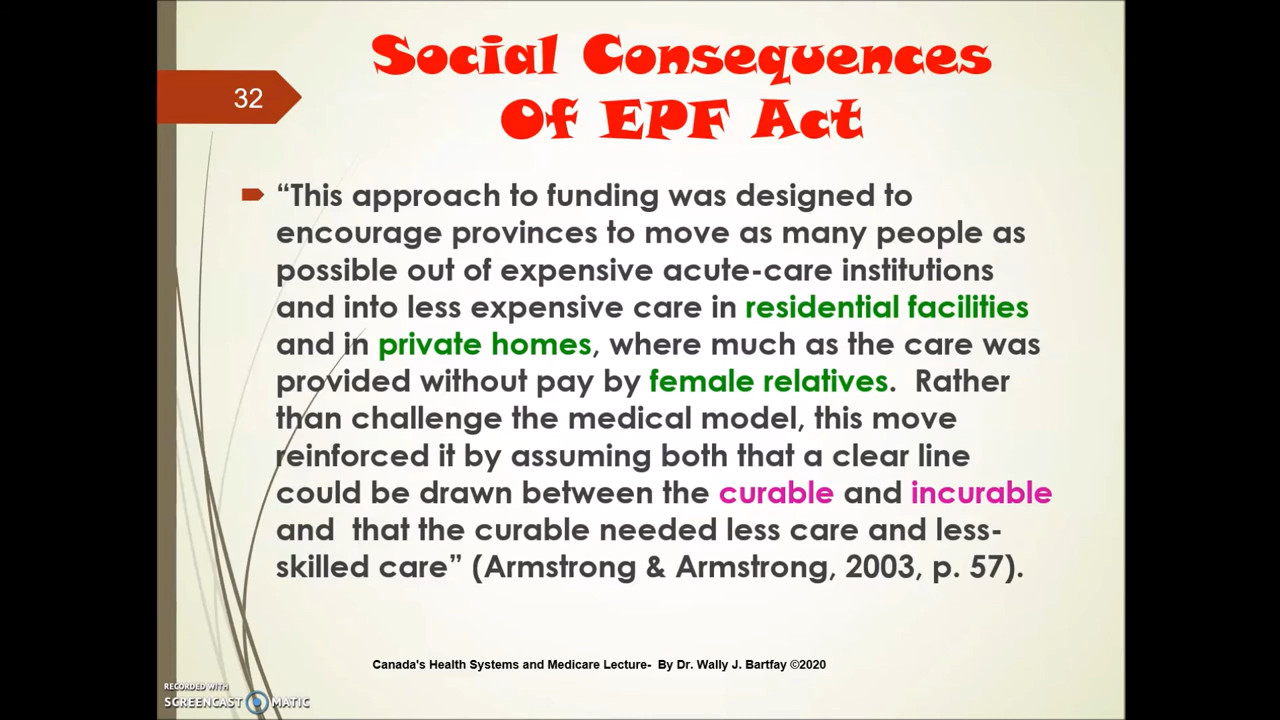 32
Social Consequences
Of EPF Act
“This approach to funding was designed to
encourage provinces to move as many people as
possible out of expensive acute-care institutions
and into less expensive care in residential facilities
and in private homes, where much as the care was
provided without pay by female relatives.  Rather
than challenge the medical model, this move
reinforced it by assuming both that a clear line
could be drawn between the curable and incurable
and  that the curable needed less care and less-
skilled care” (Armstrong & Armstrong, 2003, p. 57).
Canada's Health Systems and Medicare Lecture-  By Dr. Wally J. Bartfay ©2020
RECORDED WITH
SCREENCAST MATIC